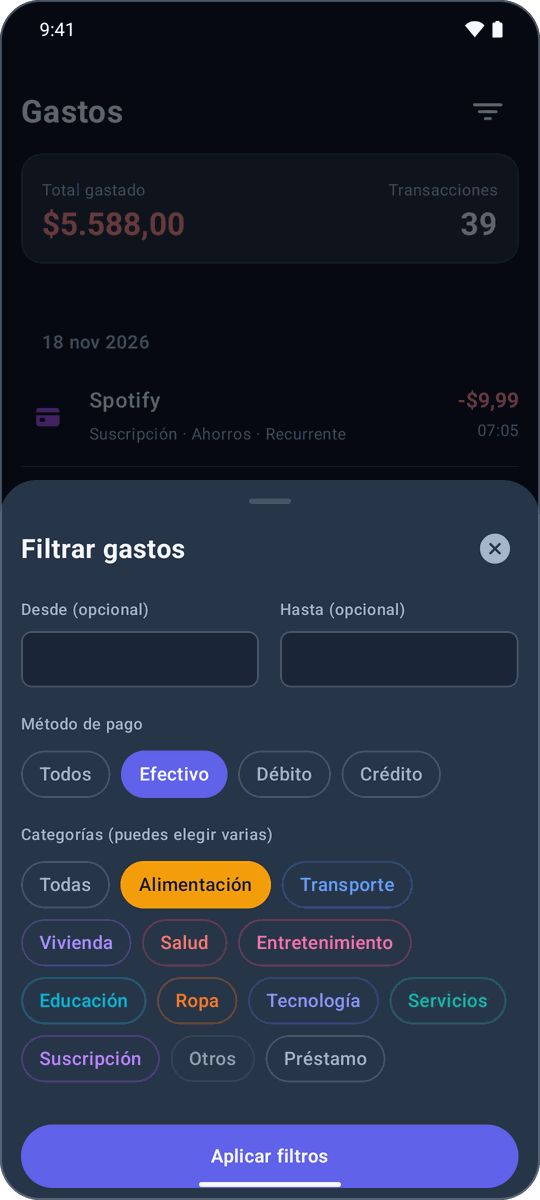 9:41
Gastos
Total gastado Transacciones
$5.588,00 39
18 nov 2026
Spotify -$9,99
Suscripción · Ahorros · Recurrente 07:05
Filtrar gastos
Desde (opcional) Hasta (opcional)
Método de pago
Todos Efectivo Débito Crédito
Categorías (puedes elegir varias)
Todas Alimentación Transporte
Vivienda Salud Entretenimiento
Educación Ropa Tecnología Servicios
Suscripción Otros Préstamo
Aplicar filtros